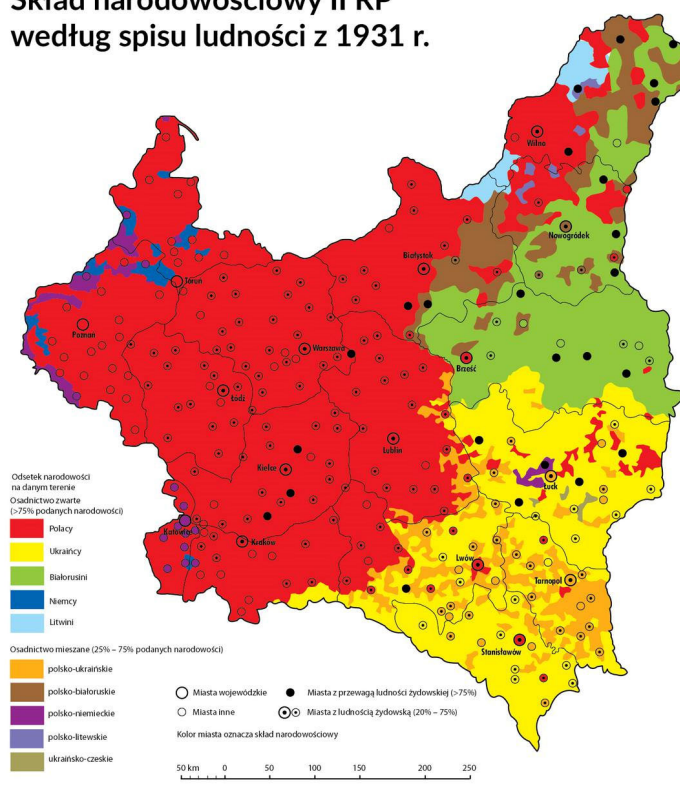 Skład narodowościowy II RP
według spisu ludności z 1931 r.
Wilno
Nowogródek
Białystok
Toruń
Poznań
Warszawa
Brześć
Łódź
Lublin
Kielce
Łuck
Katowice
Kraków
Lwów
Tarnopol
Stanisławów
Odsetek narodowości
na danym terenie
Osadnictwo zwarte
(>75% podanych narodowości)
Polacy
Ukraińcy
Białorusini
Niemcy
Litwini
Osadnictwo mieszane (25% – 75% podanych narodowości)
polsko-ukraińskie
polsko-białoruskie
polsko-niemieckie
polsko-litewskie
ukraińsko-czeskie
Miasta wojewódzkie
Miasta z przewagą ludności żydowskiej (>75%)
Miasta inne
Miasta z ludnością żydowską (20% – 75%)
Kolor miasta oznacza skład narodowościowy
50 km 0 50 100 150 200 250